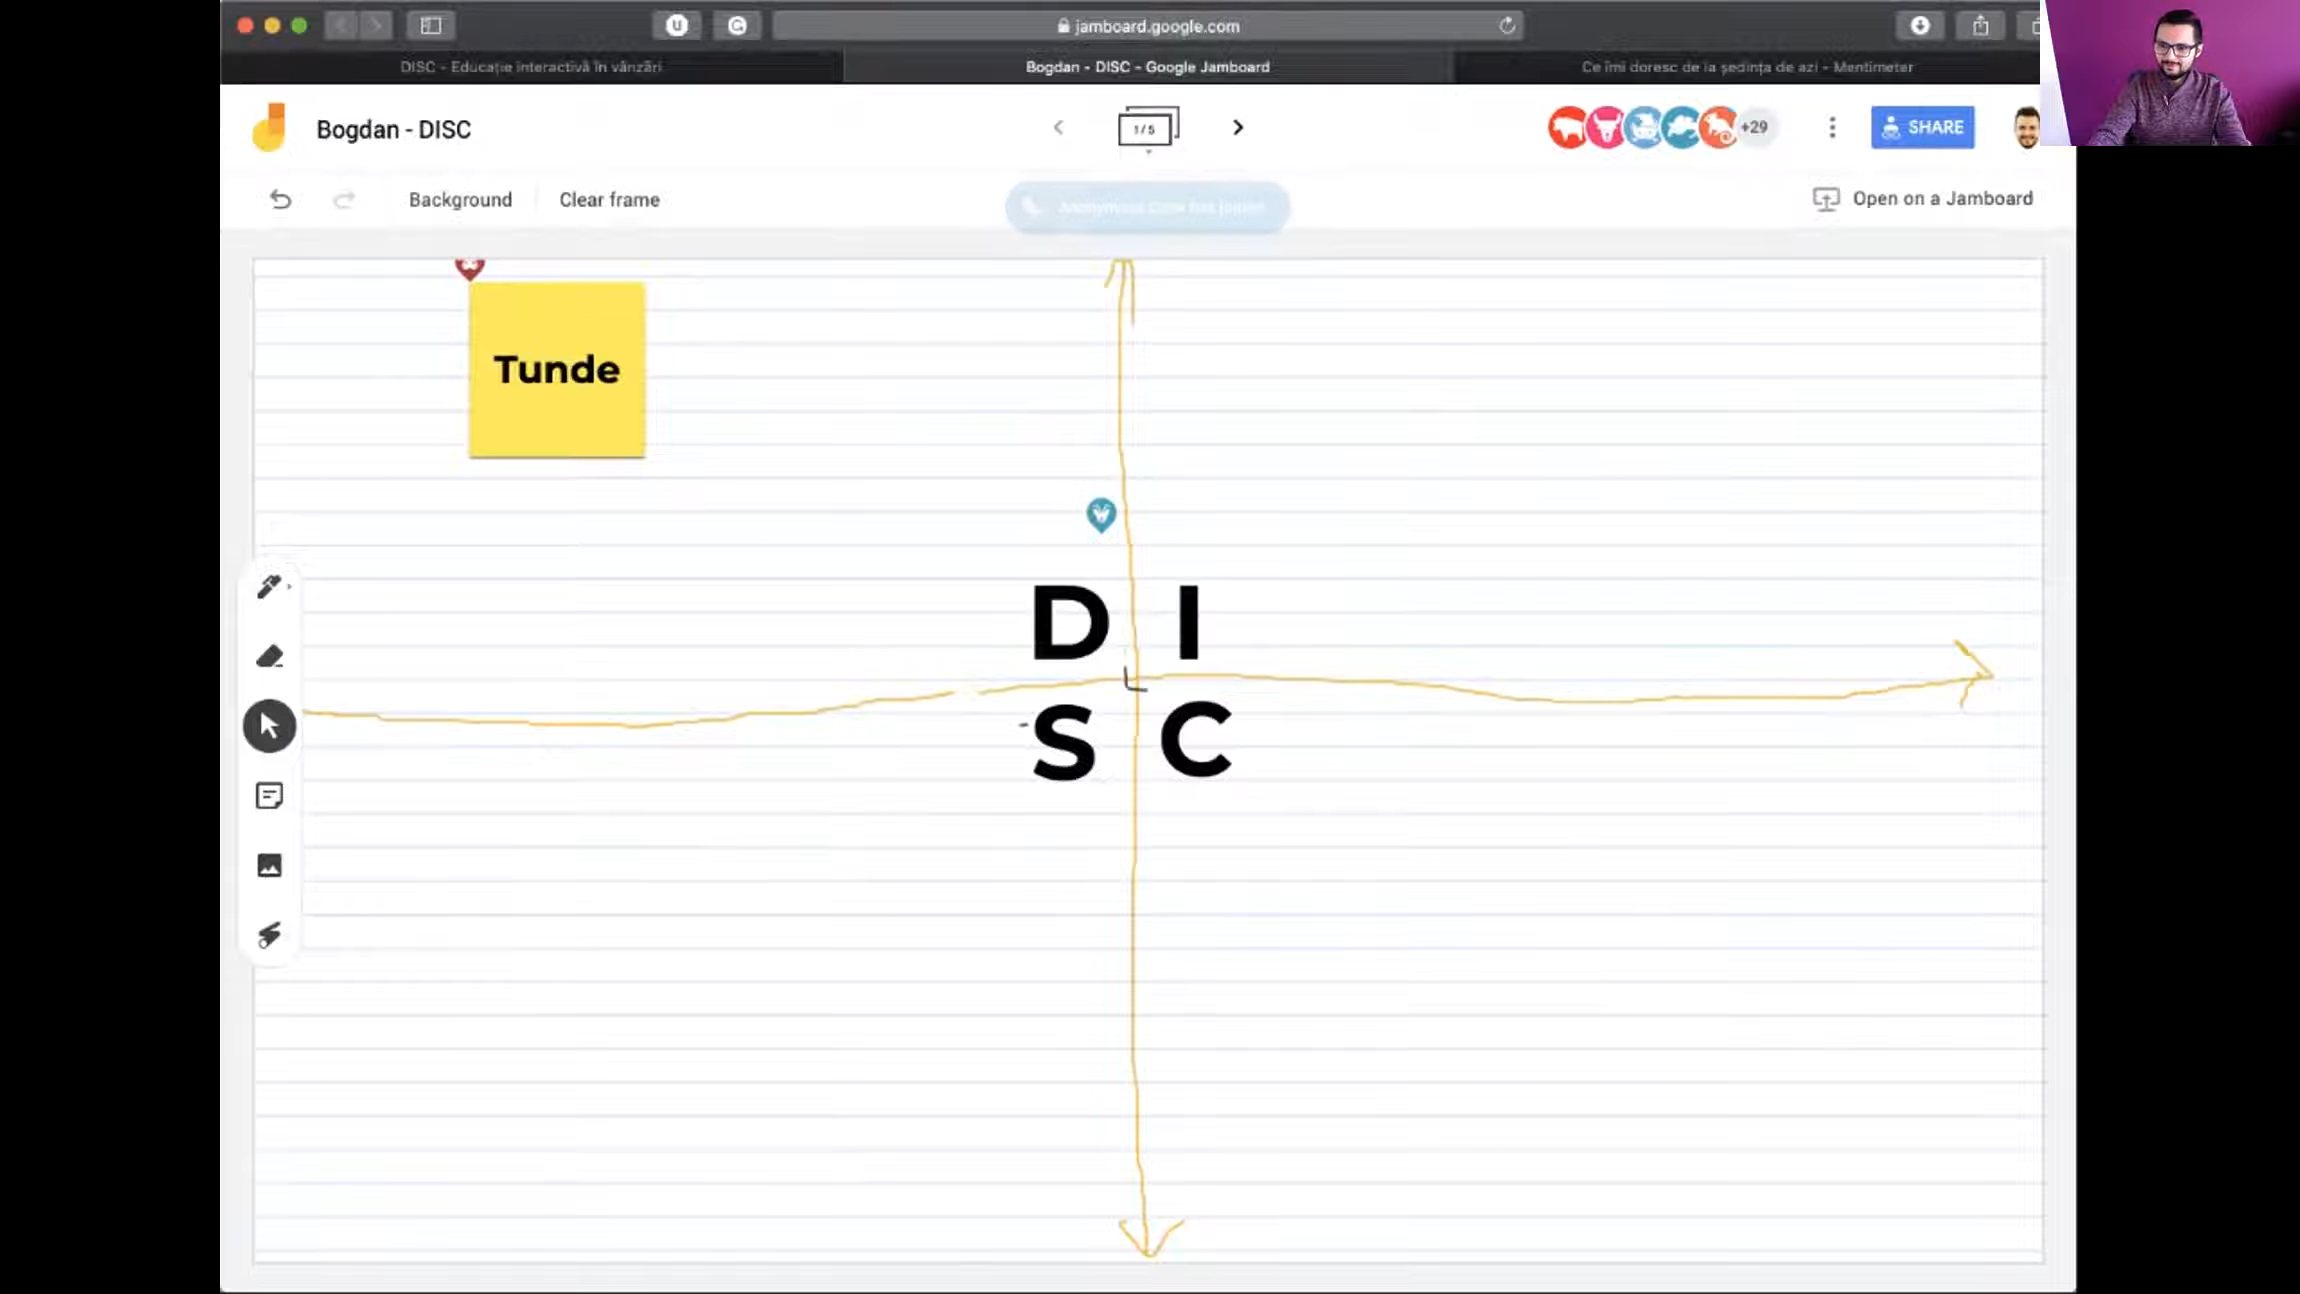 jamboard.google.com
DISC - Educație interactivă în vânzări
Bogdan - DISC - Google Jamboard
Ce îmi doresc de la ședința de azi - Mentimeter
Bogdan - DISC
1/5
+29
SHARE
Background
Clear frame
Open on a Jamboard
Tunde
D I
S C